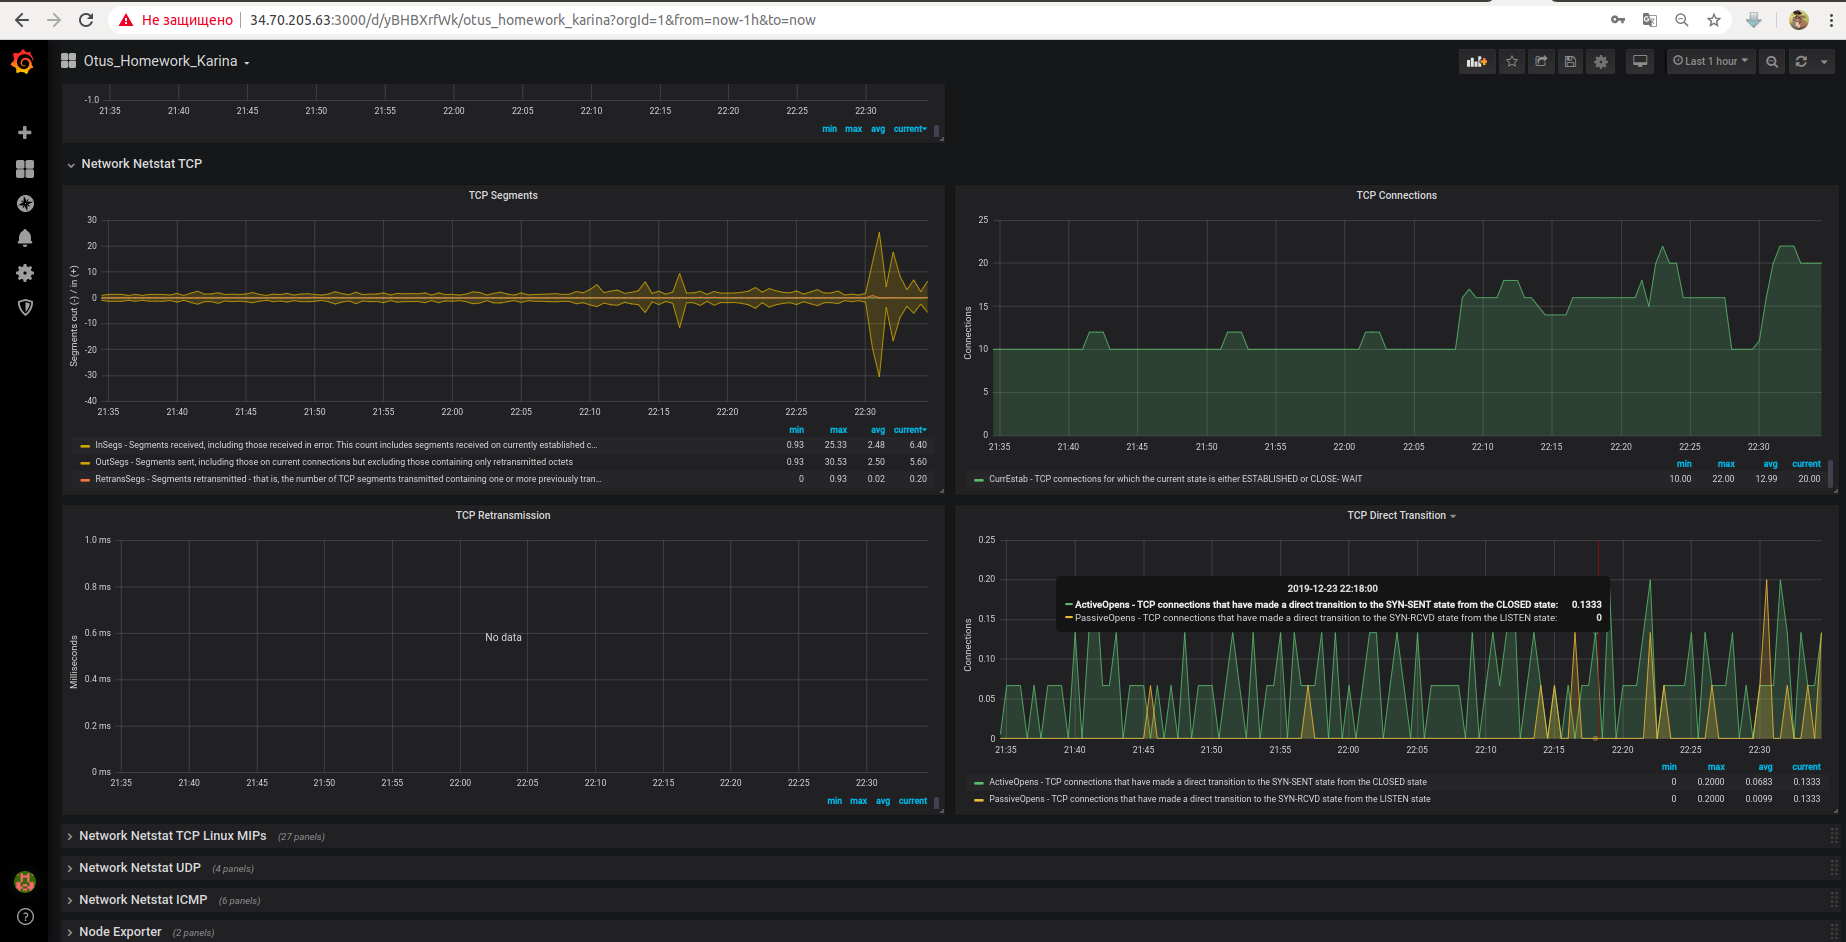 Не защищено
34.70.205.63:3000/d/yBHBXrfWk/otus_homework_karina?orgId=1&from=now-1h&to=now
Otus_Homework_Karina
Last 1 hour
-1.0
21:35 21:40 21:45 21:50 21:55 22:00 22:05 22:10 22:15 22:20 22:25 22:30
min max avg current
Network Netstat TCP
TCP Segments
Segments out (-) / in (+)
30
20
10
0
-10
-20
-30
-40
21:35 21:40 21:45 21:50 21:55 22:00 22:05 22:10 22:15 22:20 22:25 22:30
min max avg current
InSegs - Segments received, including those received in error. This count includes segments received on currently established c... 0.93 25.33 2.48 6.40
OutSegs - Segments sent, including those on current connections but excluding those containing only retransmitted octets 0.93 30.53 2.50 5.60
RetransSegs - Segments retransmitted - that is, the number of TCP segments transmitted containing one or more previously tran... 0 0.93 0.02 0.20
TCP Connections
Connections
25
20
15
10
5
0
21:35 21:40 21:45 21:50 21:55 22:00 22:05 22:10 22:15 22:20 22:25 22:30
min max avg current
CurrEstab - TCP connections for which the current state is either ESTABLISHED or CLOSE- WAIT 10.00 22.00 12.99 20.00
TCP Retransmission
Milliseconds
1.0 ms
0.8 ms
0.6 ms
0.4 ms
0.2 ms
0 ms
No data
21:35 21:40 21:45 21:50 21:55 22:00 22:05 22:10 22:15 22:20 22:25 22:30
min max avg current
TCP Direct Transition
Connections
0.25
0.20
0.15
0.10
0.05
0
2019-12-23 22:18:00
ActiveOpens - TCP connections that have made a direct transition to the SYN-SENT state from the CLOSED state: 0.1333
PassiveOpens - TCP connections that have made a direct transition to the SYN-RCVD state from the LISTEN state: 0
21:35 21:40 21:45 21:50 21:55 22:00 22:05 22:10 22:15 22:20 22:25 22:30
min max avg current
ActiveOpens - TCP connections that have made a direct transition to the SYN-SENT state from the CLOSED state 0 0.2000 0.0683 0.1333
PassiveOpens - TCP connections that have made a direct transition to the SYN-RCVD state from the LISTEN state 0 0.2000 0.0099 0.1333
Network Netstat TCP Linux MIPs (27 panels)
Network Netstat UDP (4 panels)
Network Netstat ICMP (6 panels)
Node Exporter (2 panels)